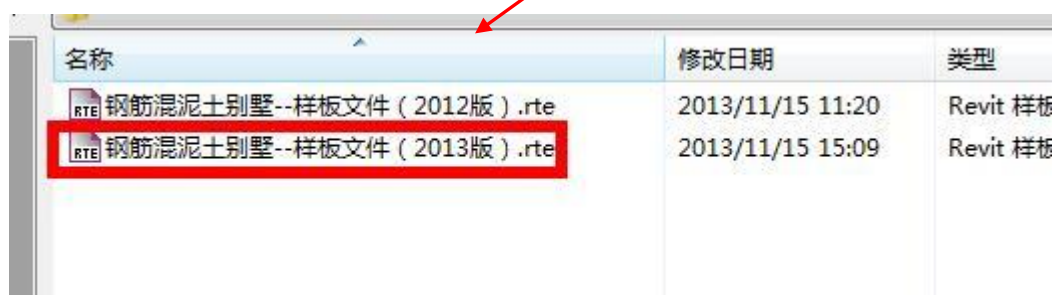 名称 修改日期 类型
RTE 钢筋混泥土别墅--样板文件（2012版）.rte 2013/11/15 11:20 Revit 样板
RTE 钢筋混泥土别墅--样板文件（2013版）.rte 2013/11/15 15:09 Revit 样板